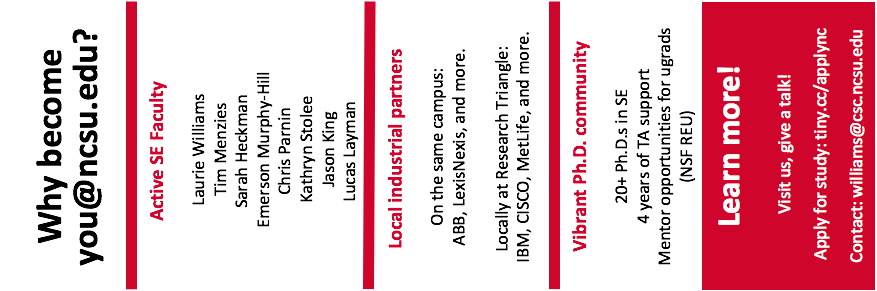 Why become
you@ncsu.edu?
Active SE Faculty
Laurie Williams
Tim Menzies
Sarah Heckman
Emerson Murphy-Hill
Chris Parnin
Kathryn Stolee
Jason King
Lucas Layman
Local industrial partners
On the same campus:
ABB, LexisNexis, and more.
Locally at Research Triangle:
IBM, CISCO, MetLife, and more.
Vibrant Ph.D. community
20+ Ph.D.s in SE
4 years of TA support
Mentor opportunities for ugrads
(NSF REU)
Learn more!
Visit us, give a talk!
Apply for study: tiny.cc/applync
Contact: williams@csc.ncsu.edu